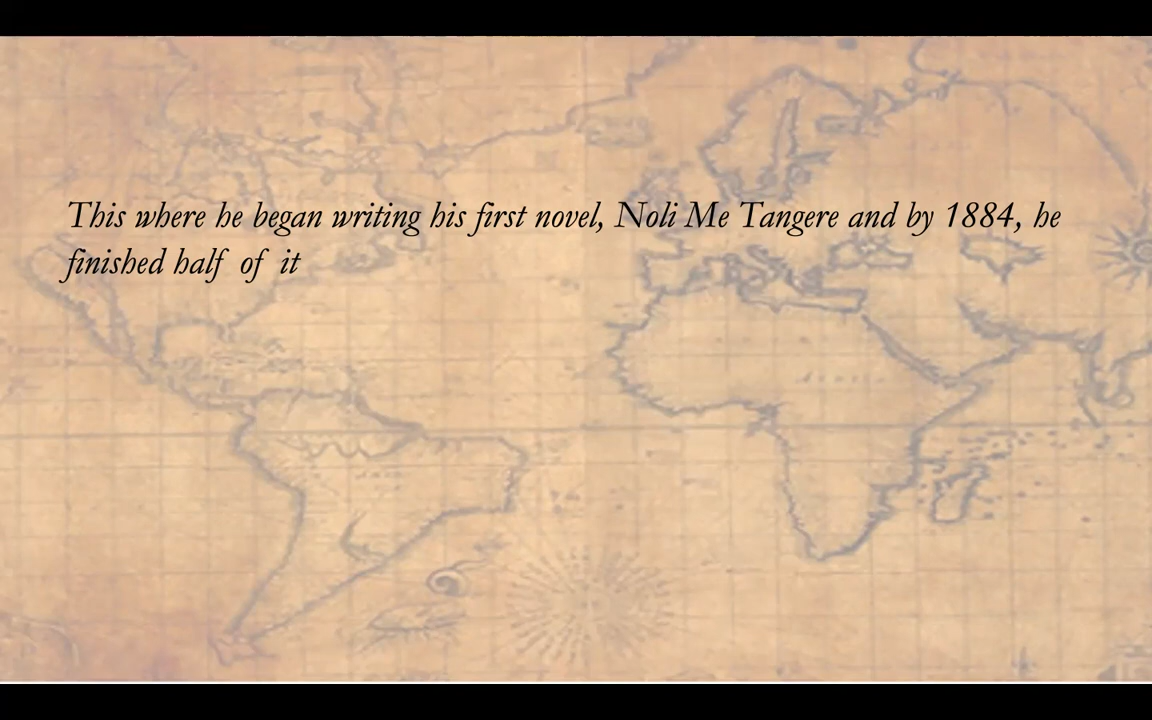 This where he began writing his first novel, Noli Me Tangere and by 1884, he
finished half of it